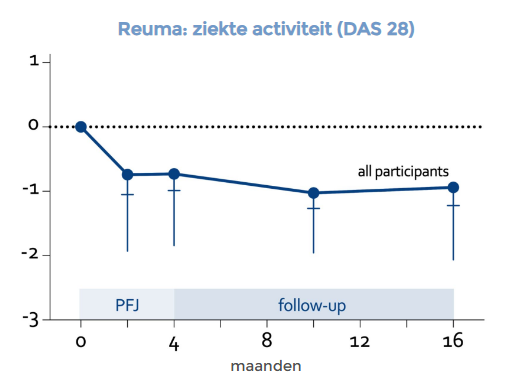 Reuma: ziekte activiteit (DAS 28)
1
0
-1
-2
-3
all participants
PFJ follow-up
0 4 8 12 16
maanden